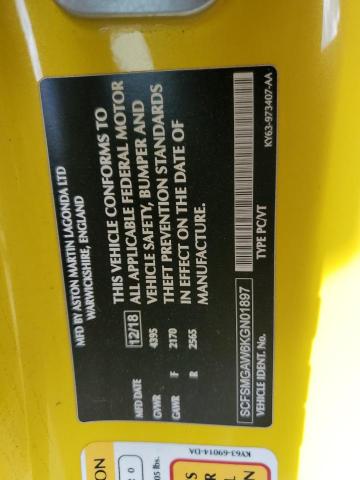 MFD BY ASTON MARTIN LAGONDA LTD
WARWICKSHIRE, ENGLAND
THIS VEHICLE CONFORMS TO
ALL APPLICABLE FEDERAL MOTOR
VEHICLE SAFETY, BUMPER AND
THEFT PREVENTION STANDARDS
IN EFFECT ON THE DATE OF
MANUFACTURE.
MFD DATE 12/18
GVWR 4395
GAWR F 2170
R 2565
SCFSMGAW6KGN01897
VEHICLE IDENT. No. TYPE PC/VT
KY63-973407-AA
KY63-69014-DA